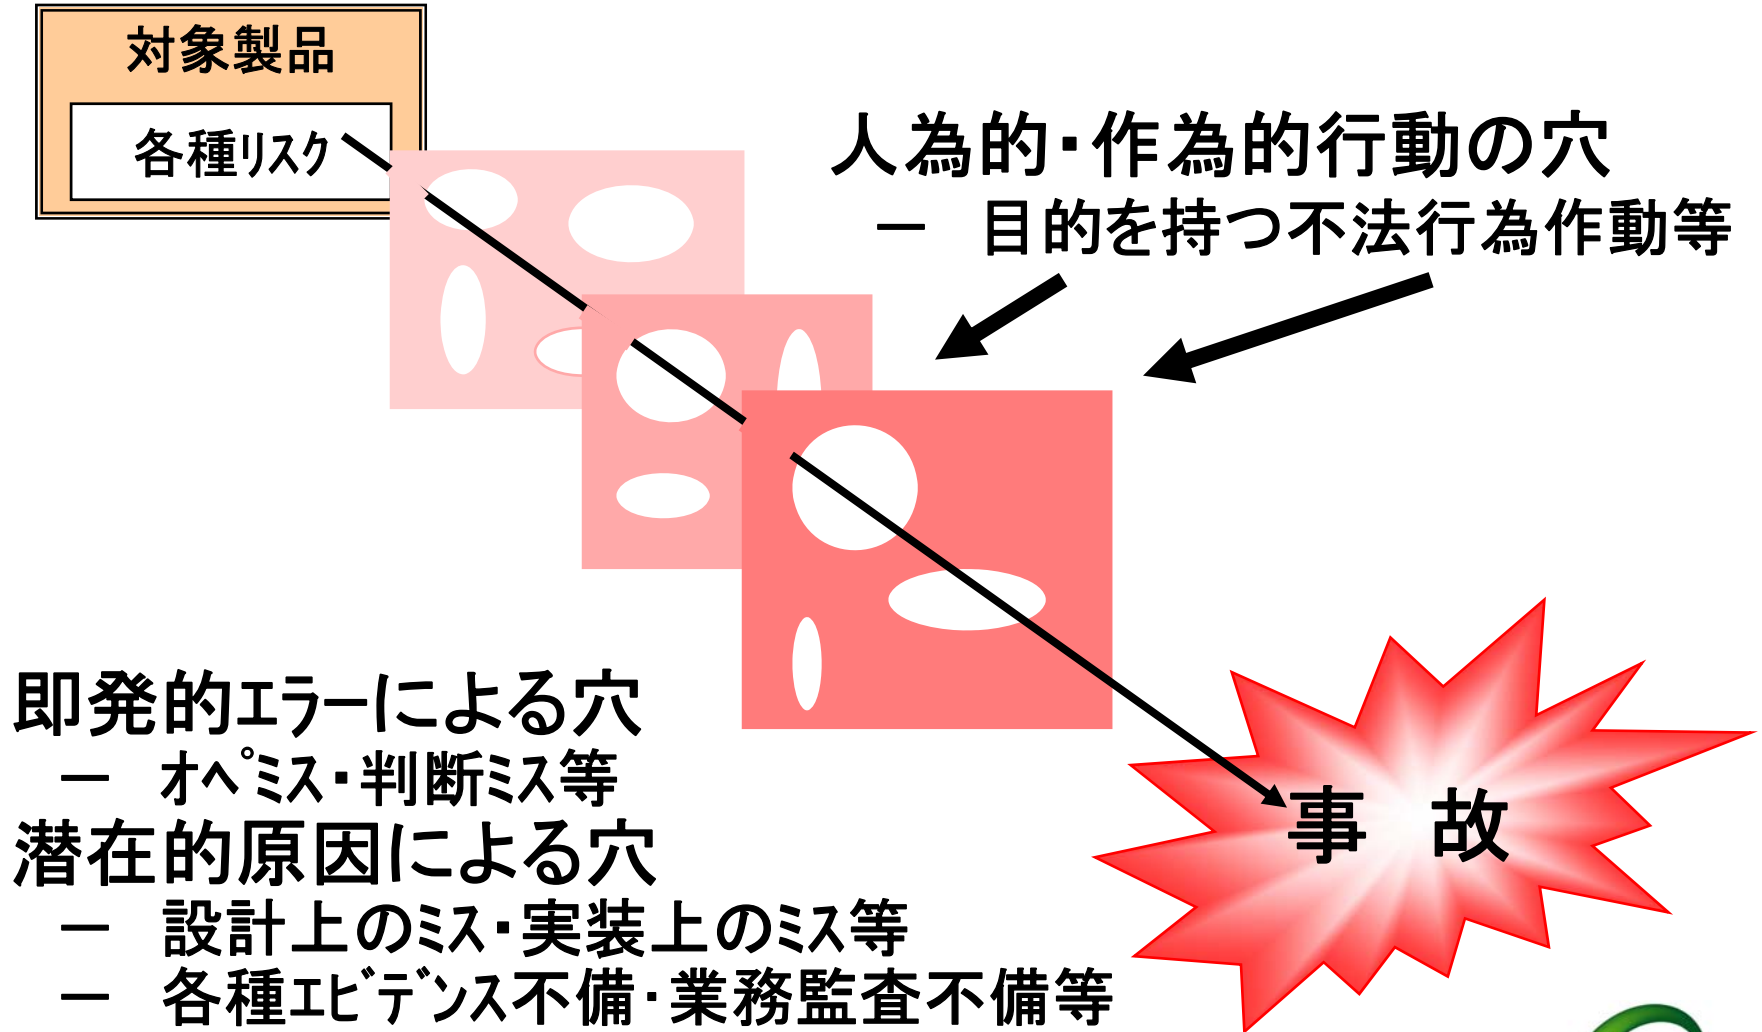 対象製品
各種ﾘｽｸ
人為的・作為的行動の穴
― 目的を持つ不法行為作動等
即発的ｴﾗｰによる穴
― ｵﾍﾟﾐｽ・判断ﾐｽ等
潜在的原因による穴
― 設計上のﾐｽ・実装上のﾐｽ等
― 各種ｴﾋﾞﾃﾞﾝｽ不備・業務監査不備等
事 故